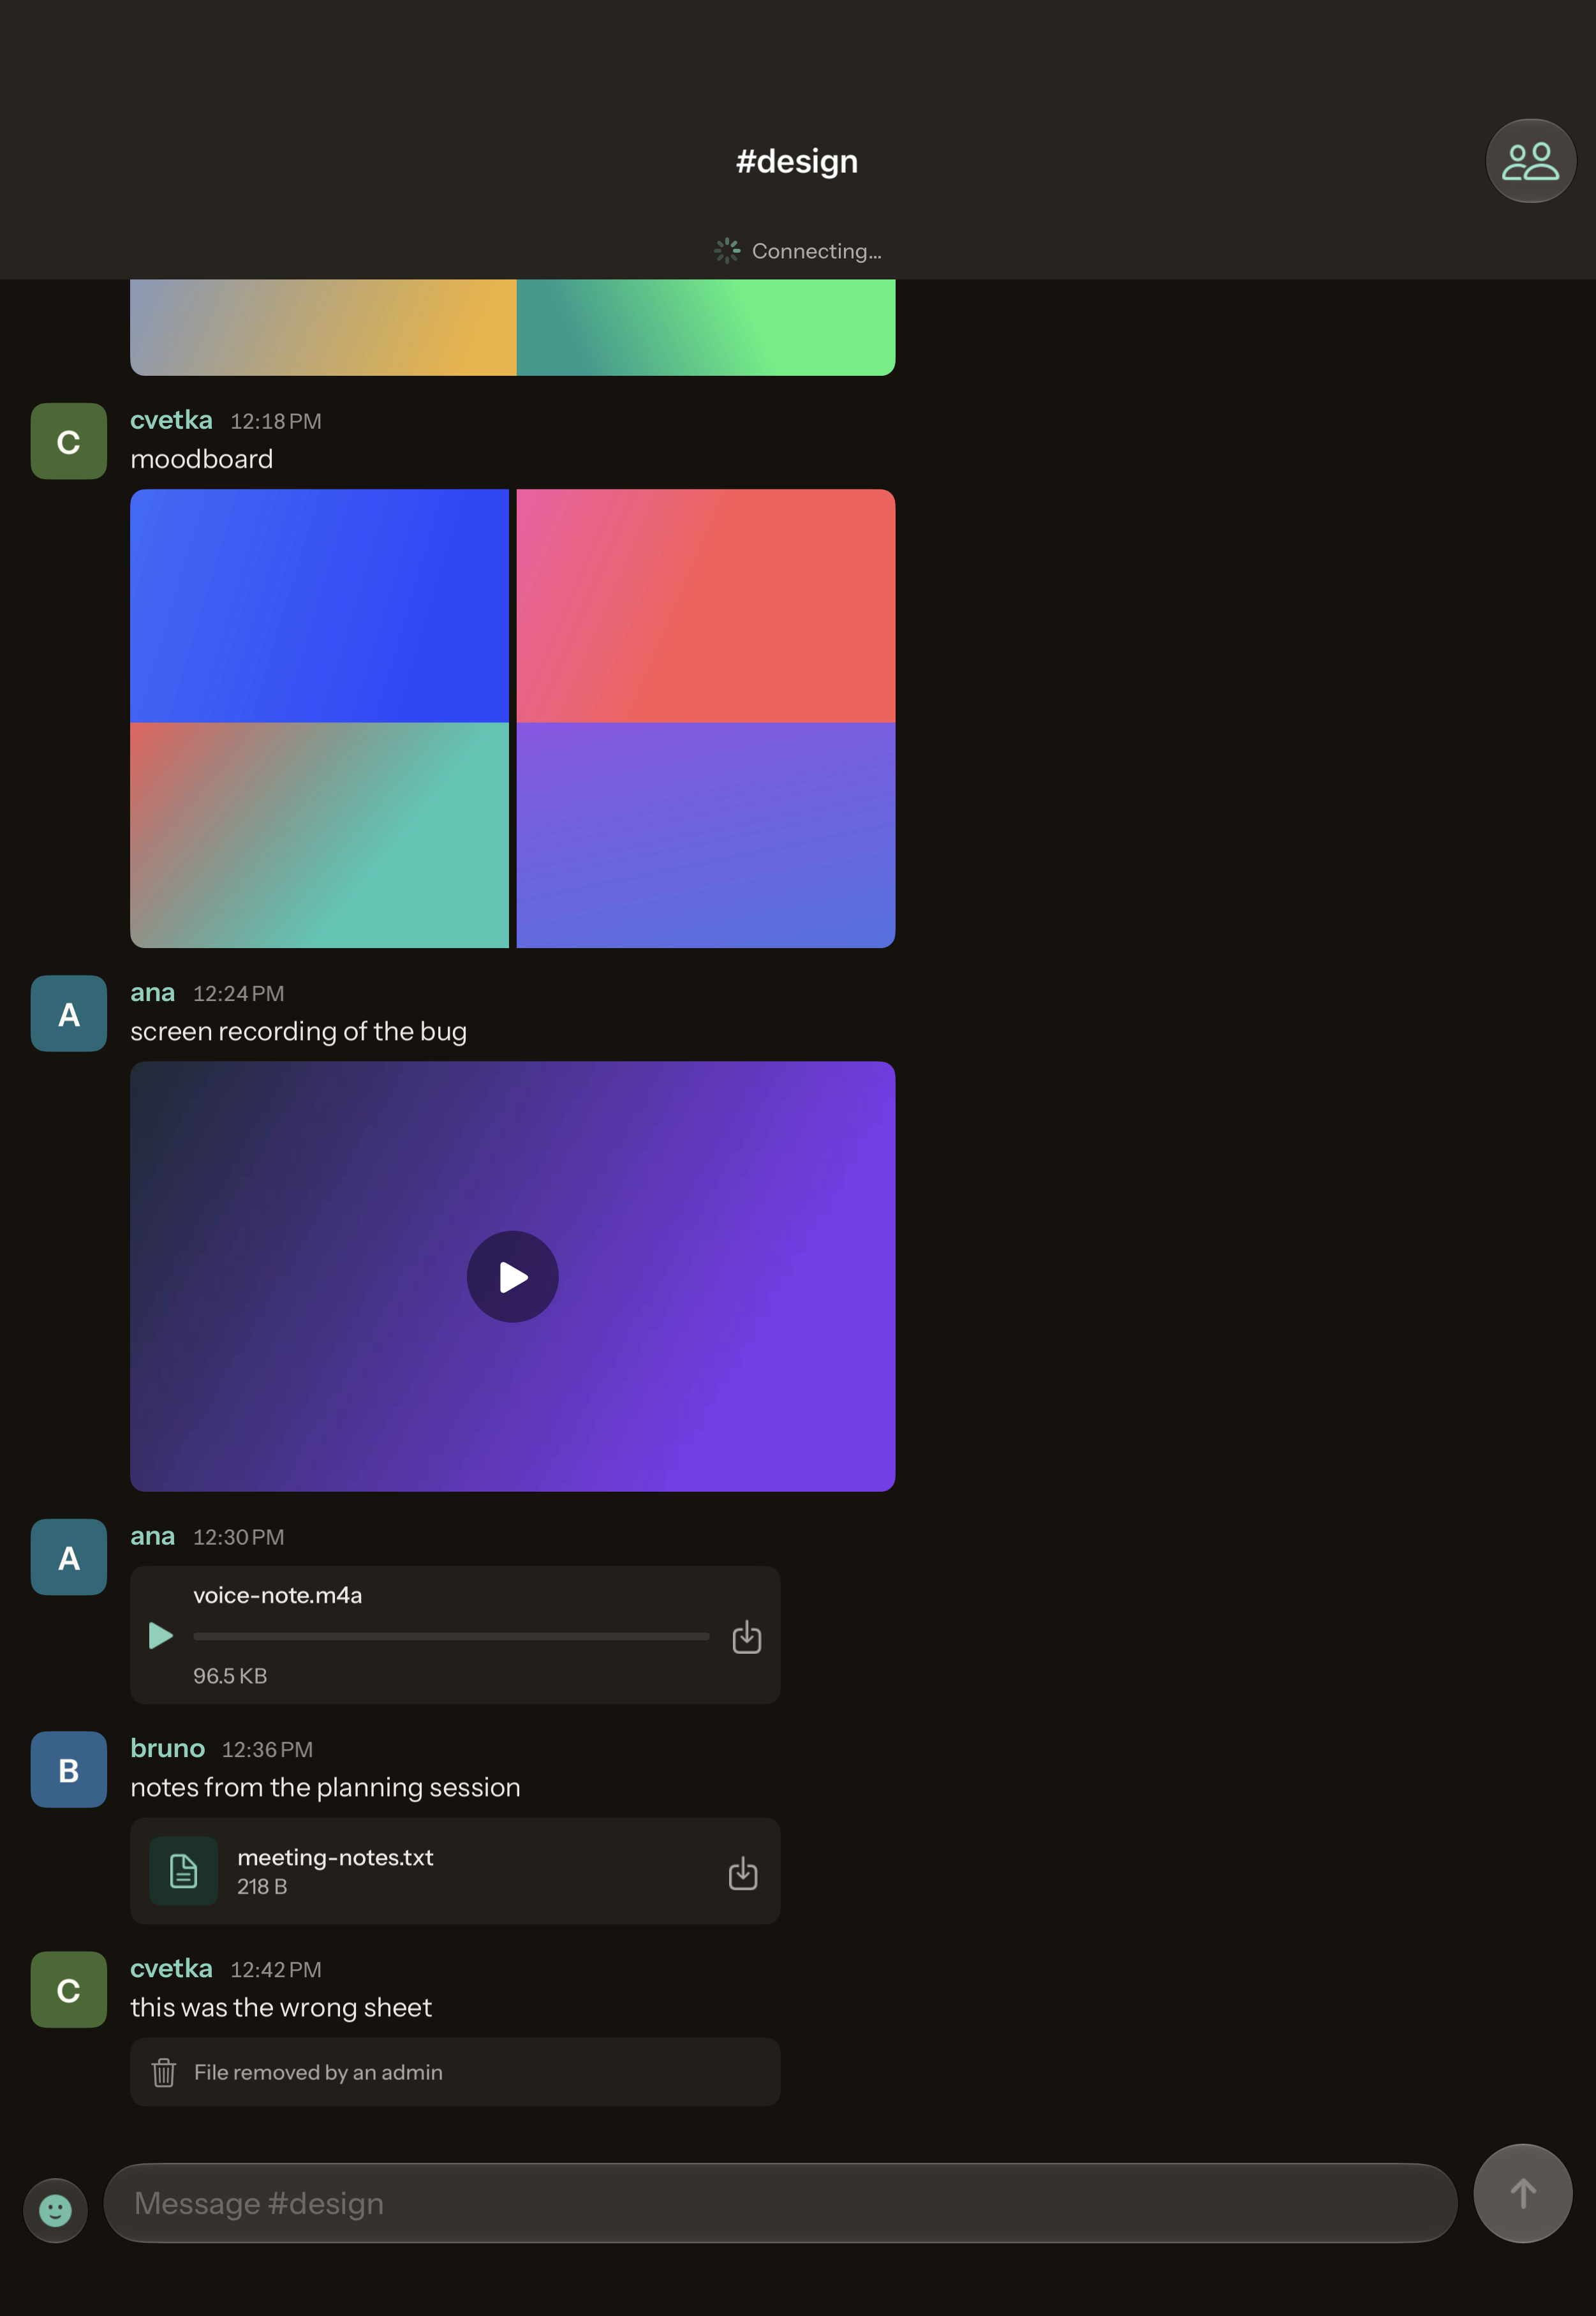 #design
Connecting...
C
cvetka 12:18 PM
moodboard
A
ana 12:24 PM
screen recording of the bug
A
ana 12:30 PM
voice-note.m4a
96.5 KB
B
bruno 12:36 PM
notes from the planning session
meeting-notes.txt
218 B
C
cvetka 12:42 PM
this was the wrong sheet
File removed by an admin
Message #design